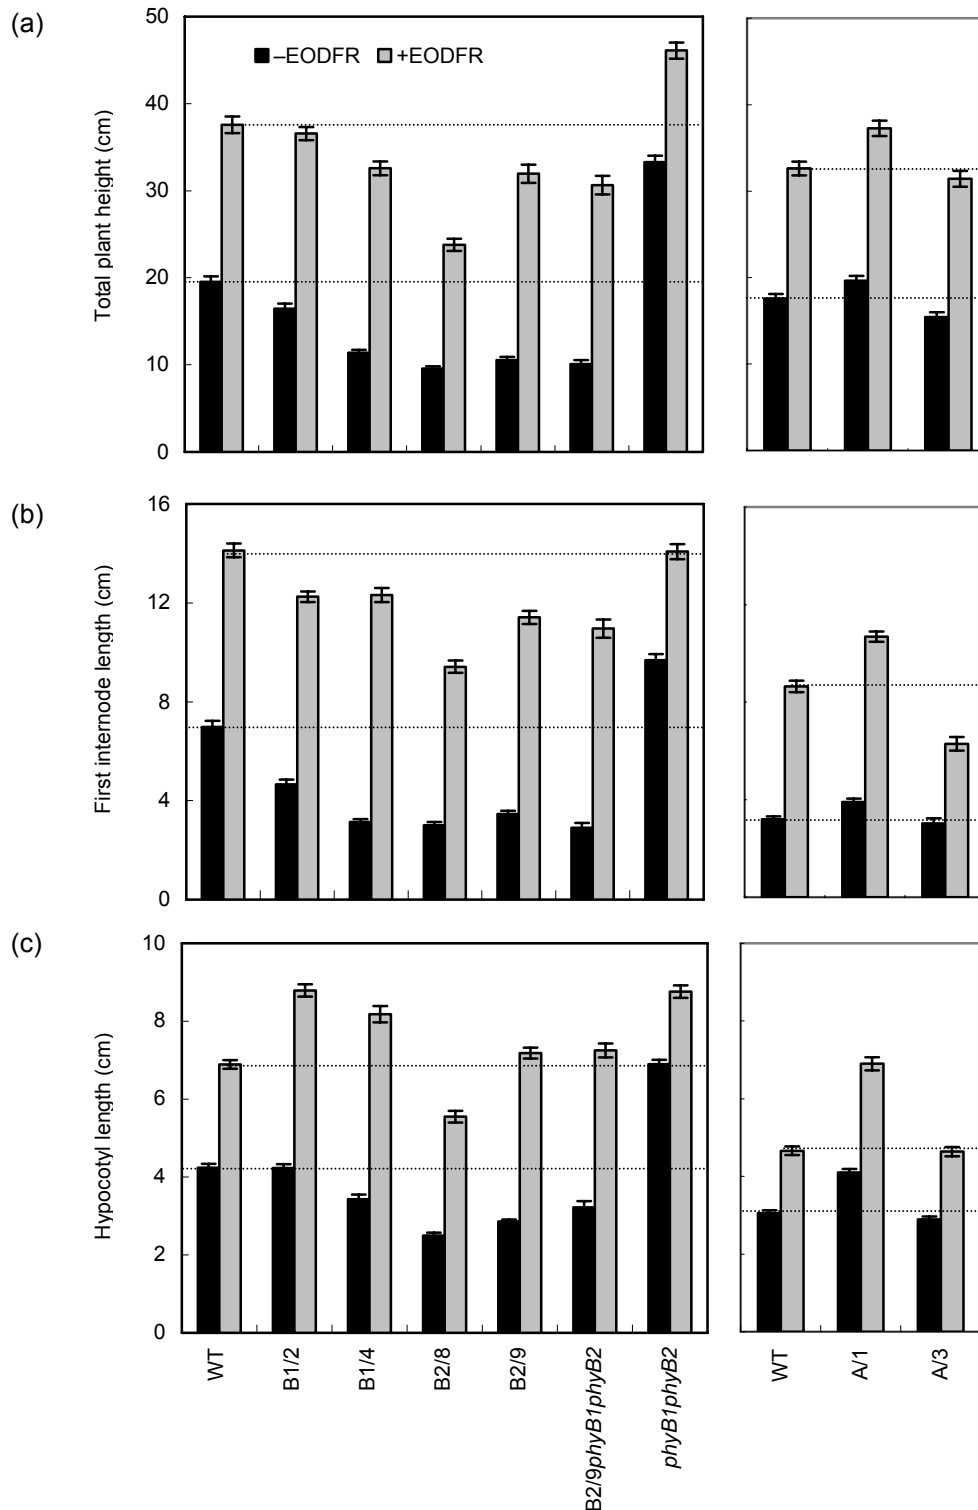 (a)
Total plant height (cm)
50
40
30
20
10
0
–EODFR +EODFR
(b)
First internode length (cm)
16
12
8
4
0
(c)
Hypocotyl length (cm)
10
8
6
4
2
0
WT
B1/2
B1/4
B2/8
B2/9
B2/9phyB1phyB2
phyB1phyB2
WT
A/1
A/3